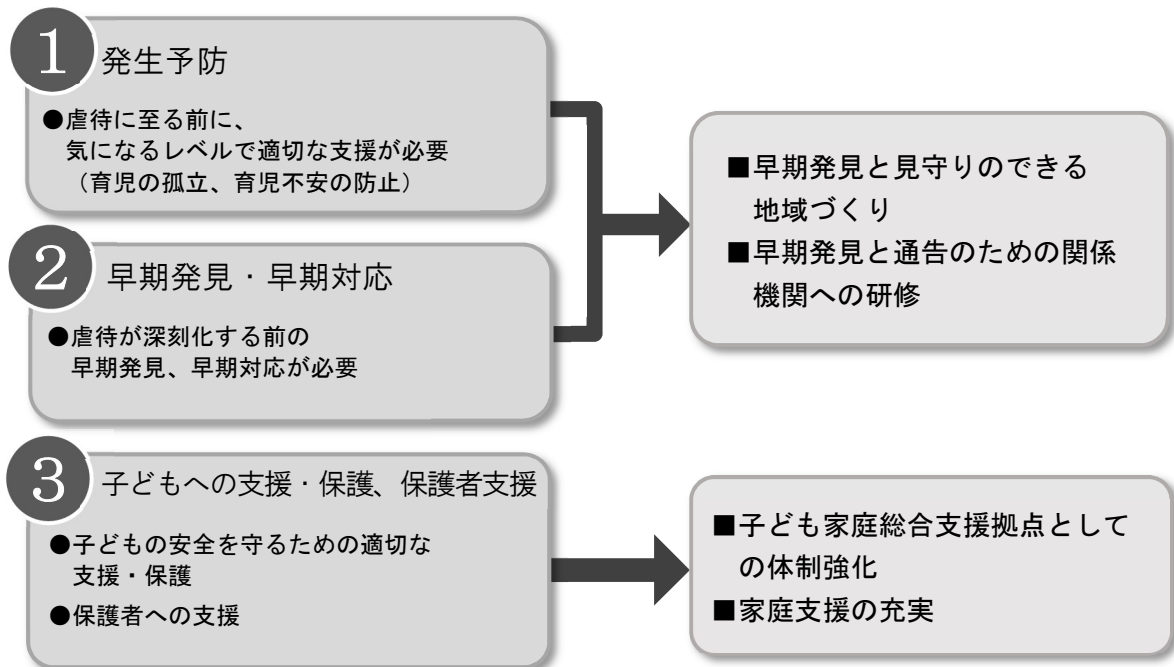 1 発生予防
●虐待に至る前に、
気になるレベルで適切な支援が必要
（育児の孤立、育児不安の防止）
2 早期発見・早期対応
●虐待が深刻化する前の
早期発見、早期対応が必要
■早期発見と見守りのできる
地域づくり
■早期発見と通告のための関係
機関への研修
3 子どもへの支援・保護、保護者支援
●子どもの安全を守るための適切な
支援・保護
●保護者への支援
■子ども家庭総合支援拠点として
の体制強化
■家庭支援の充実